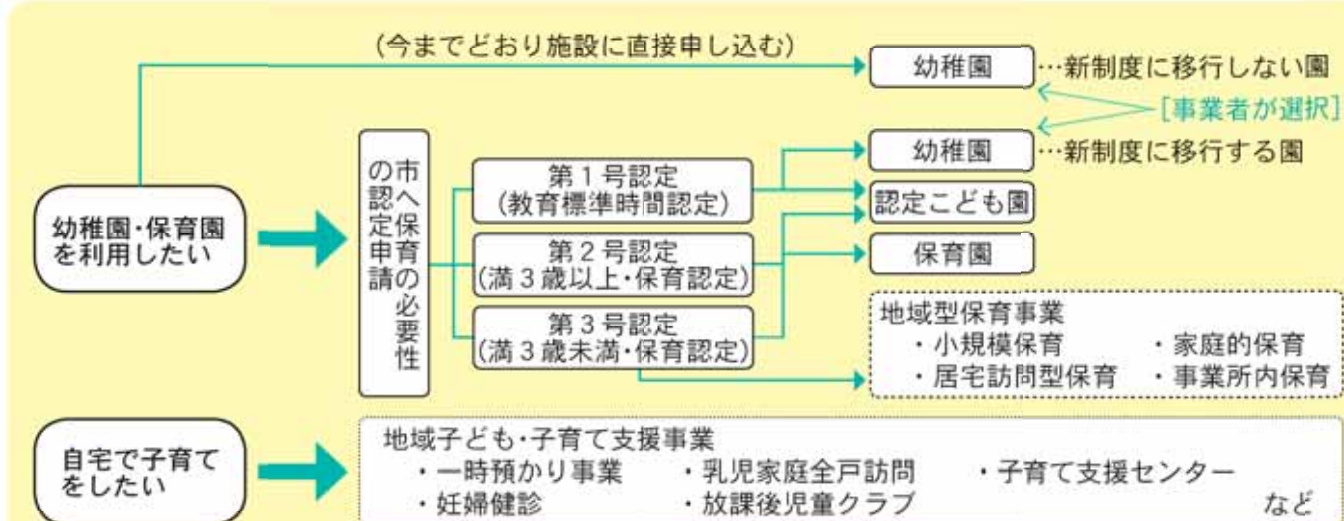 (今までどおり施設に直接申し込む)
幼稚園
…新制度に移行しない園
[事業者が選択]
幼稚園
…新制度に移行する園
幼稚園・保育園
を利用したい
市へ保育の必要性
の認定申請
第1号認定
(教育標準時間認定)
第2号認定
(満3歳以上・保育認定)
第3号認定
(満3歳未満・保育認定)
認定こども園
保育園
地域型保育事業
・小規模保育 ・家庭的保育
・居宅訪問型保育 ・事業所内保育
自宅で子育て
をしたい
地域子ども・子育て支援事業
・一時預かり事業 ・乳児家庭全戸訪問 ・子育て支援センター
・妊婦健診 ・放課後児童クラブ など